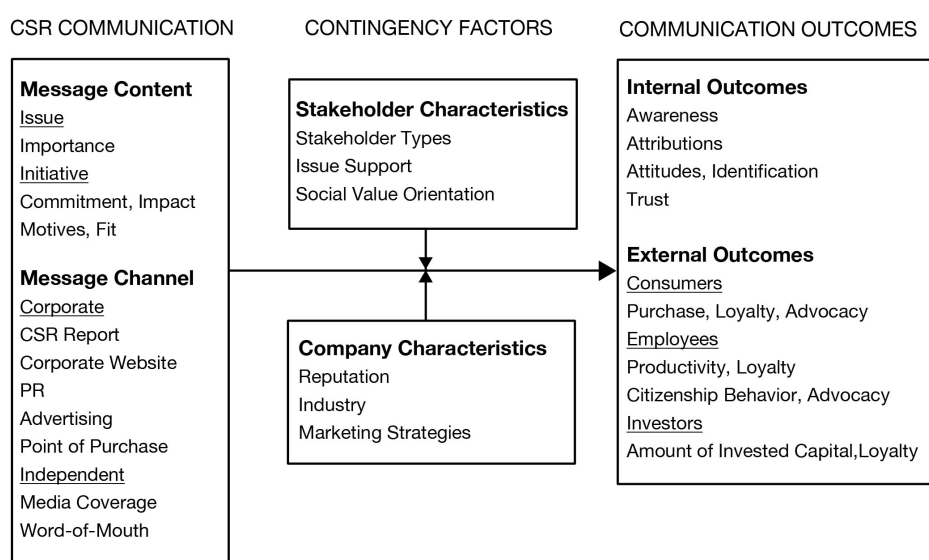 CSR COMMUNICATION
Message Content
Issue
Importance
Initiative
Commitment, Impact
Motives, Fit
Message Channel
Corporate
CSR Report
Corporate Website
PR
Advertising
Point of Purchase
Independent
Media Coverage
Word-of-Mouth
CONTINGENCY FACTORS
Stakeholder Characteristics
Stakeholder Types
Issue Support
Social Value Orientation
Company Characteristics
Reputation
Industry
Marketing Strategies
COMMUNICATION OUTCOMES
Internal Outcomes
Awareness
Attributions
Attitudes, Identification
Trust
External Outcomes
Consumers
Purchase, Loyalty, Advocacy
Employees
Productivity, Loyalty
Citizenship Behavior, Advocacy
Investors
Amount of Invested Capital,Loyalty